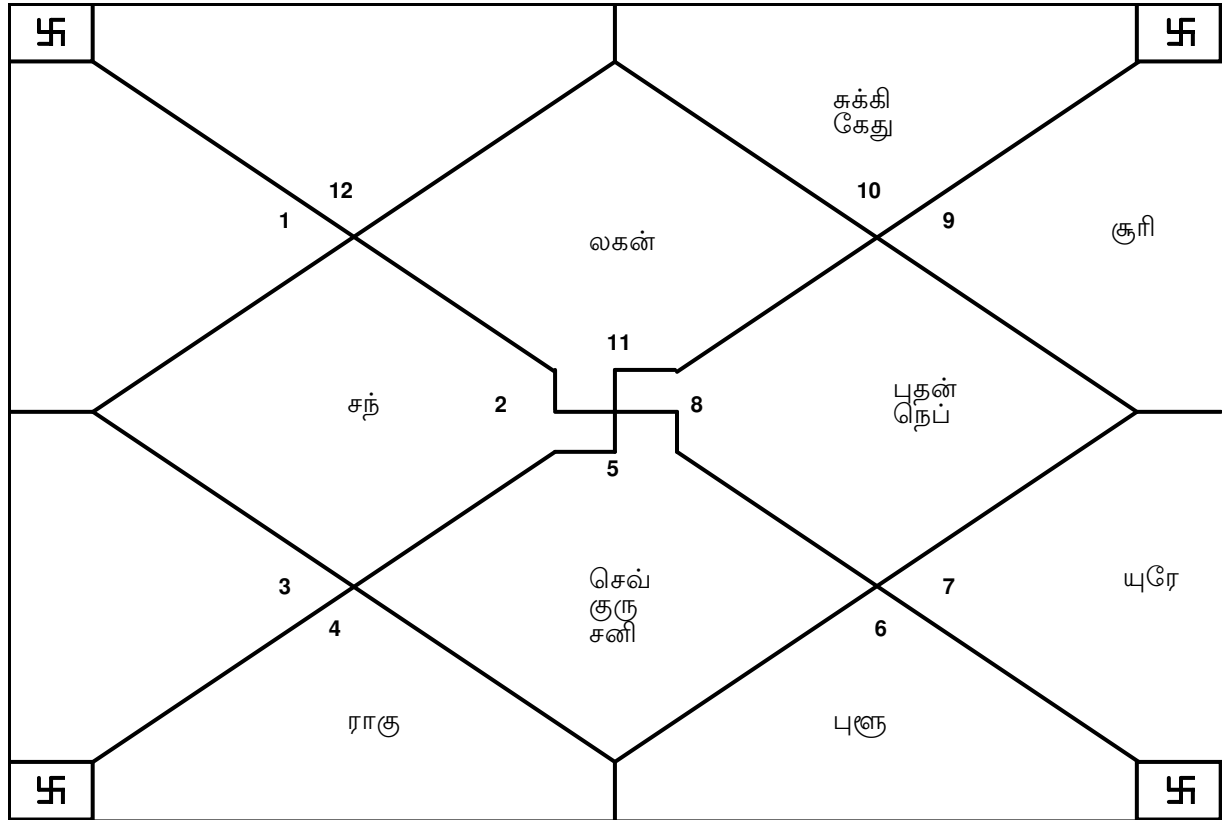 சுக்கி
கேது
12
10
1
9
சூரி
லகன்
11
சந்
2
8
புதன்
நெப்
5
3
செவ்
குரு
சனி
7
யுரே
4
6
ராகு
புளூ